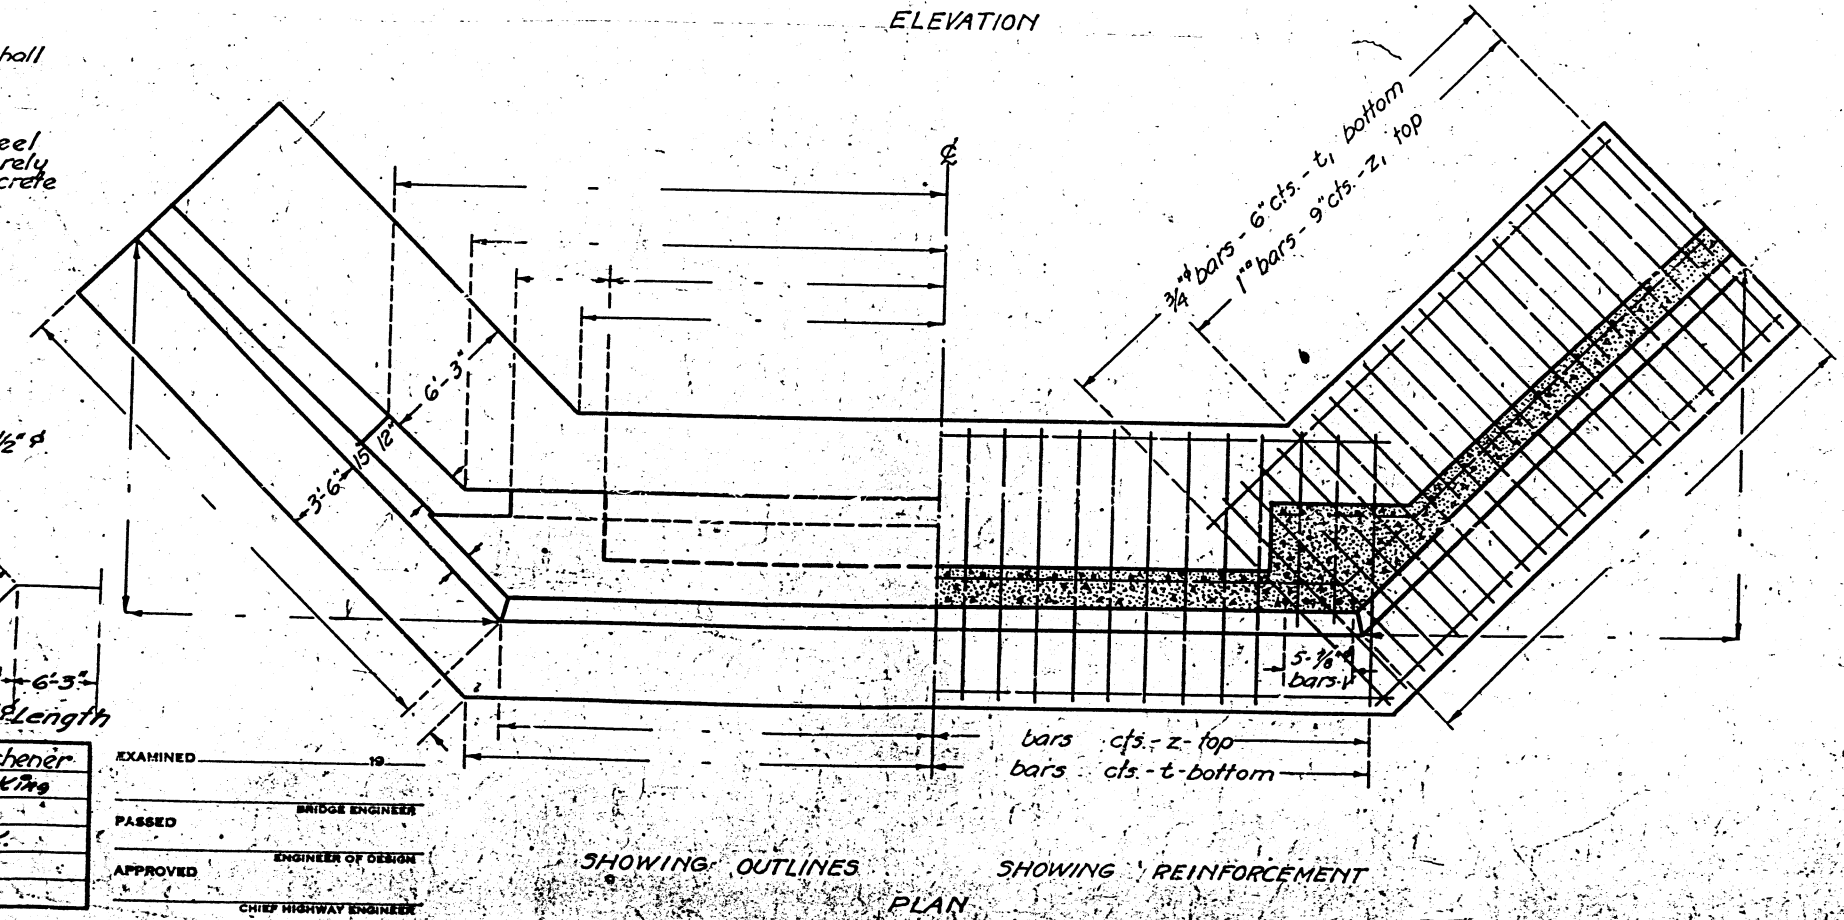 ELEVATION
hall
eel
rely
crete
℄
3/4"φ bars - 6" cts. - t, bottom
1"▫ bars - 9" cts. - z, top
6'-3"
12"
15"
3'-6"
1/2" φ
6'-3"
Length
5-7/8"φ
bars-v
bars cts. - z - top
bars cts. - t - bottom
chener
King
EXAMINED 19
BRIDGE ENGINEER
PASSED
ENGINEER OF DESIGN
APPROVED
CHIEF HIGHWAY ENGINEER
SHOWING OUTLINES
SHOWING REINFORCEMENT
PLAN